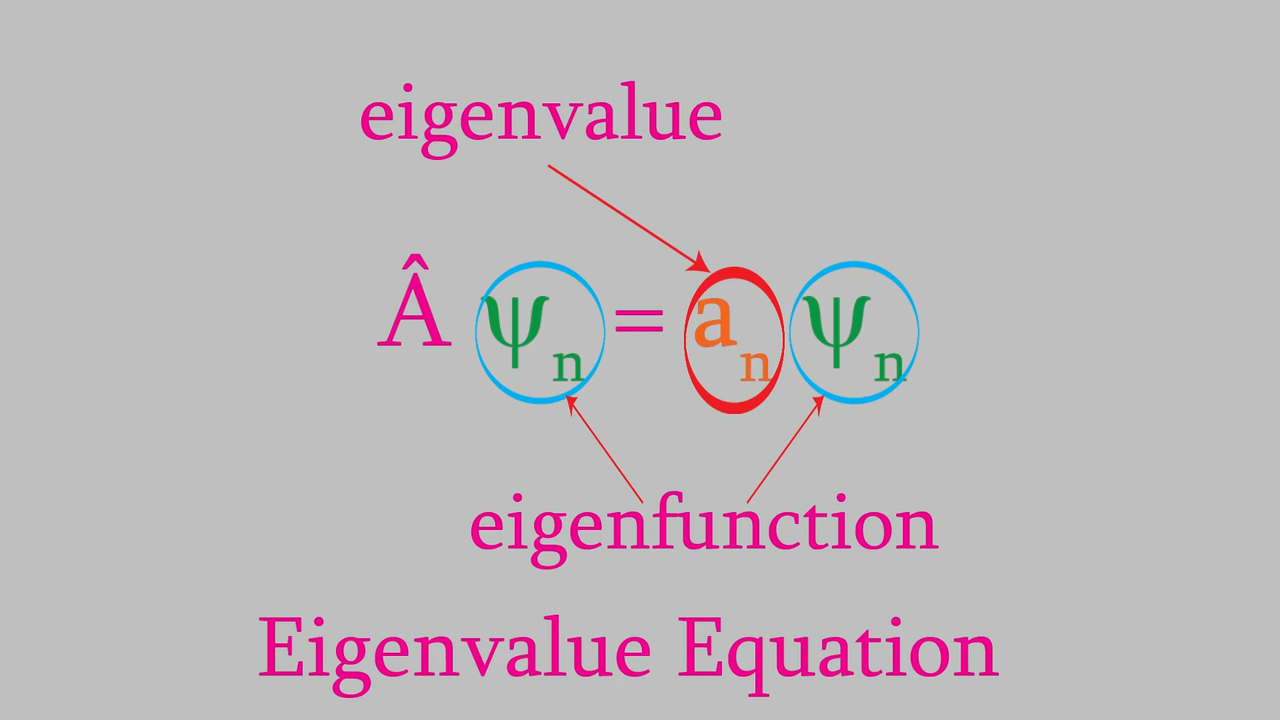 eigenvalue
Â ψn = an ψn
eigenfunction
Eigenvalue Equation